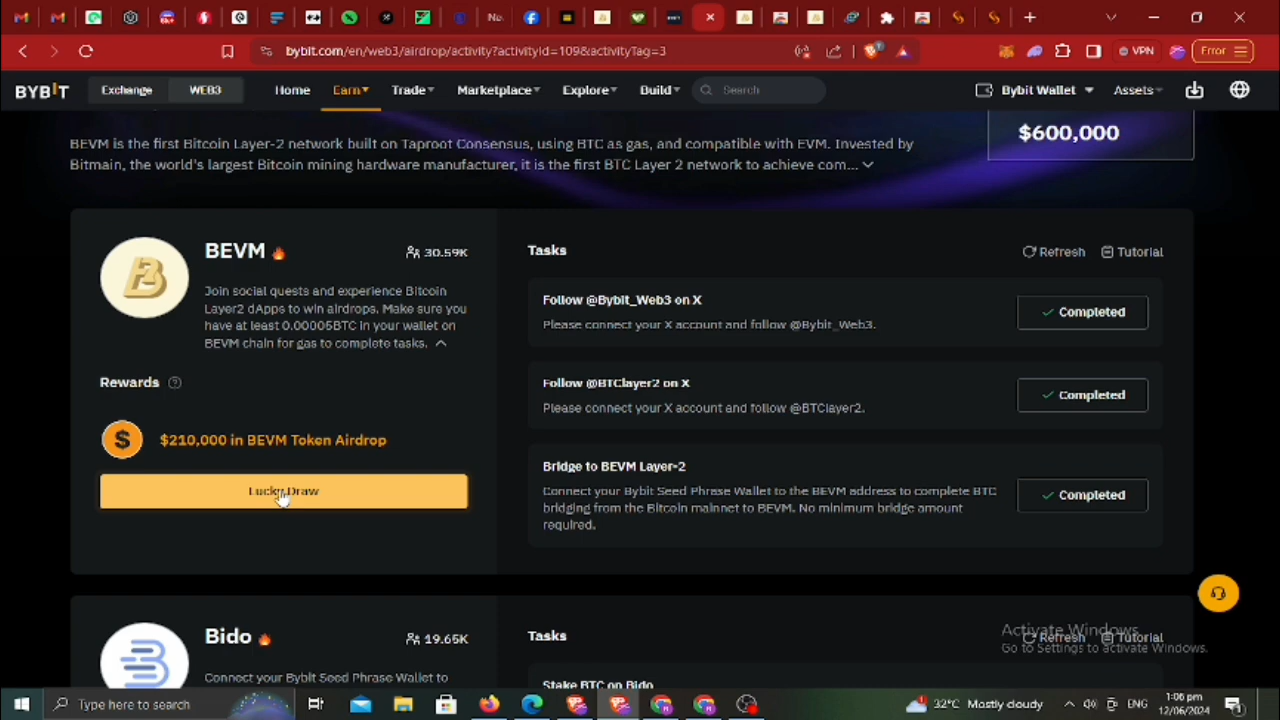 bybit.com/en/web3/airdrop/activity?activityId=109&activityTag=3
VPN
Error
BYBIT
Exchange
WEB3
Home
Earn
Trade
Marketplace
Explore
Build
Search
Bybit Wallet
Assets
BEVM is the first Bitcoin Layer-2 network built on Taproot Consensus, using BTC as gas, and compatible with EVM. Invested by
Bitmain, the world's largest Bitcoin mining hardware manufacturer, it is the first BTC Layer 2 network to achieve com...
$600,000
BEVM
30.59K
Join social quests and experience Bitcoin
Layer2 dApps to win airdrops. Make sure you
have at least 0.00005BTC in your wallet on
BEVM chain for gas to complete tasks.
Rewards
$210,000 in BEVM Token Airdrop
Lucky Draw
Tasks
Refresh
Tutorial
Follow @Bybit_Web3 on X
Please connect your X account and follow @Bybit_Web3.
Completed
Follow @BTClayer2 on X
Please connect your X account and follow @BTClayer2.
Completed
Bridge to BEVM Layer-2
Connect your Bybit Seed Phrase Wallet to the BEVM address to complete BTC
bridging from the Bitcoin mainnet to BEVM. No minimum bridge amount
required.
Completed
Bido
19.65K
Connect your Bybit Seed Phrase Wallet to
Tasks
Refresh
Tutorial
Stake BTC on Bido
Activate Windows
Go to Settings to activate Windows.
Type here to search
32°C Mostly cloudy
ENG
1:06 pm
12/06/2024